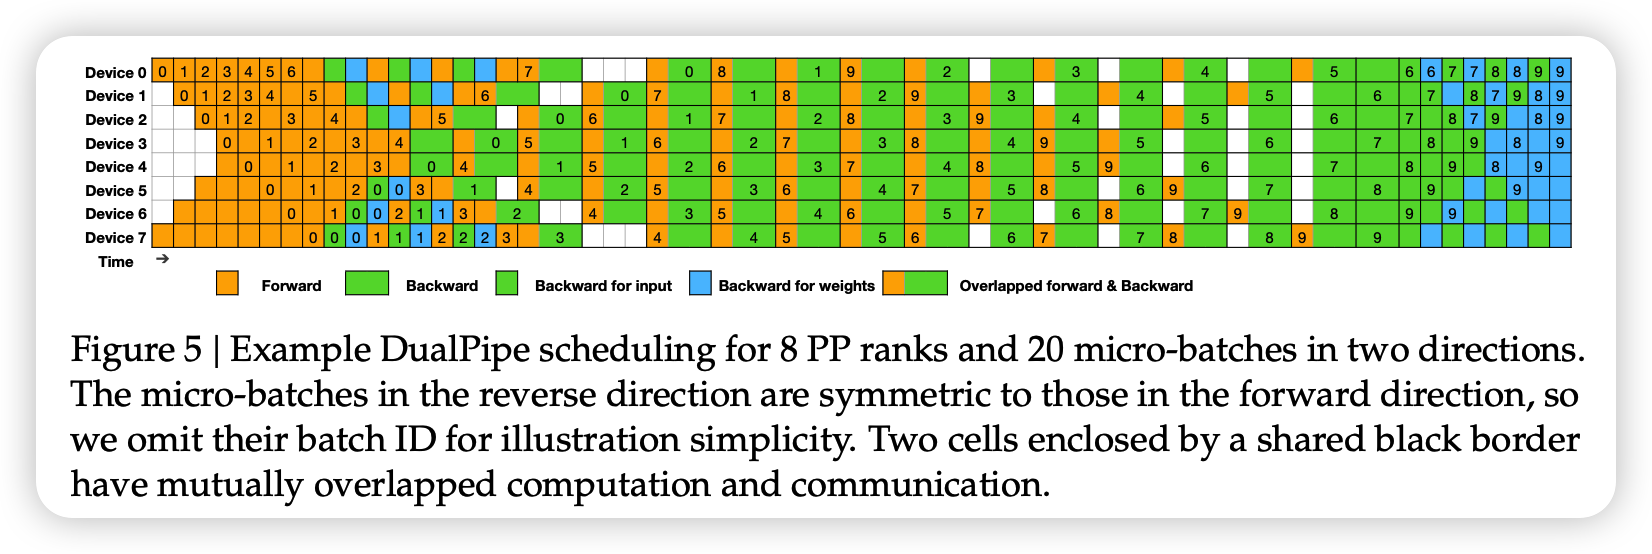 Device 0 0 1 2 3 4 5 6 7 0 8 1 9 2 3 4 5 6 6 7 7 8 8 9 9
Device 1 0 1 2 3 4 5 6 0 7 1 8 2 9 3 4 5 6 7 8 7 9 8 9
Device 2 0 1 2 3 4 5 0 6 1 7 2 8 3 9 4 5 6 7 8 7 9 8 9
Device 3 0 1 2 3 4 0 5 1 6 2 7 3 8 4 9 5 6 7 8 9 8 9
Device 4 0 1 2 3 0 4 1 5 2 6 3 7 4 8 5 9 6 7 8 9 8 9
Device 5 0 1 2 0 0 3 1 4 2 5 3 6 4 7 5 8 6 9 7 8 9 9
Device 6 0 1 0 0 2 1 1 3 2 4 3 5 4 6 5 7 6 8 7 9 8 9 9
Device 7 0 0 0 1 1 1 2 2 2 3 3 4 4 5 5 6 6 7 7 8 8 9 9
Time →
Forward Backward Backward for input Backward for weights Overlapped forward & Backward
Figure 5 | Example DualPipe scheduling for 8 PP ranks and 20 micro-batches in two directions.
The micro-batches in the reverse direction are symmetric to those in the forward direction, so
we omit their batch ID for illustration simplicity. Two cells enclosed by a shared black border
have mutually overlapped computation and communication.